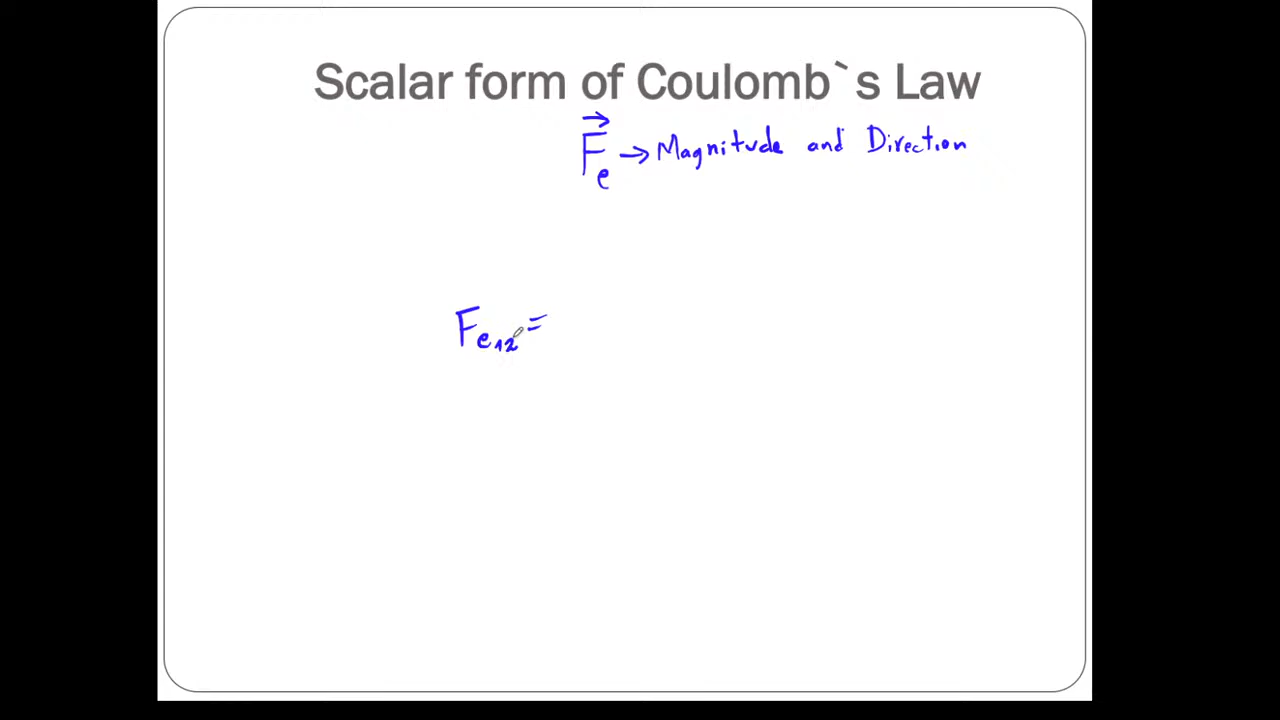 Scalar form of Coulomb`s Law
F⃗e → Magnitude and Direction
Fe12 =